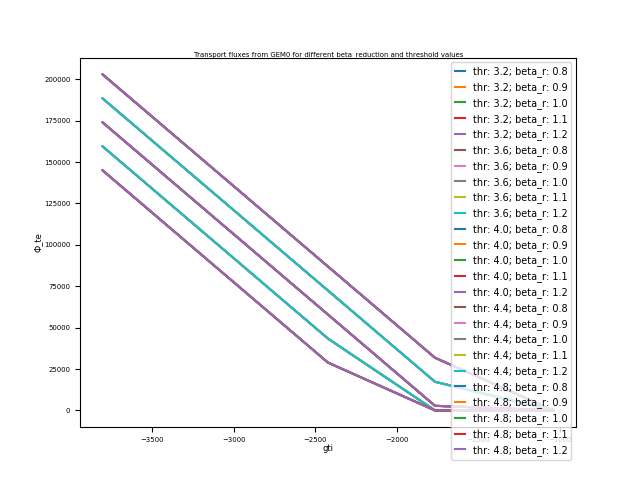 Transport fluxes from GEM0 for different beta_reduction and threshold values
200000
175000
150000
125000
100000
75000
50000
25000
0
Φ_te
−3500
−3000
−2500
−2000
gti
thr: 3.2; beta_r: 0.8
thr: 3.2; beta_r: 0.9
thr: 3.2; beta_r: 1.0
thr: 3.2; beta_r: 1.1
thr: 3.2; beta_r: 1.2
thr: 3.6; beta_r: 0.8
thr: 3.6; beta_r: 0.9
thr: 3.6; beta_r: 1.0
thr: 3.6; beta_r: 1.1
thr: 3.6; beta_r: 1.2
thr: 4.0; beta_r: 0.8
thr: 4.0; beta_r: 0.9
thr: 4.0; beta_r: 1.0
thr: 4.0; beta_r: 1.1
thr: 4.0; beta_r: 1.2
thr: 4.4; beta_r: 0.8
thr: 4.4; beta_r: 0.9
thr: 4.4; beta_r: 1.0
thr: 4.4; beta_r: 1.1
thr: 4.4; beta_r: 1.2
thr: 4.8; beta_r: 0.8
thr: 4.8; beta_r: 0.9
thr: 4.8; beta_r: 1.0
thr: 4.8; beta_r: 1.1
thr: 4.8; beta_r: 1.2